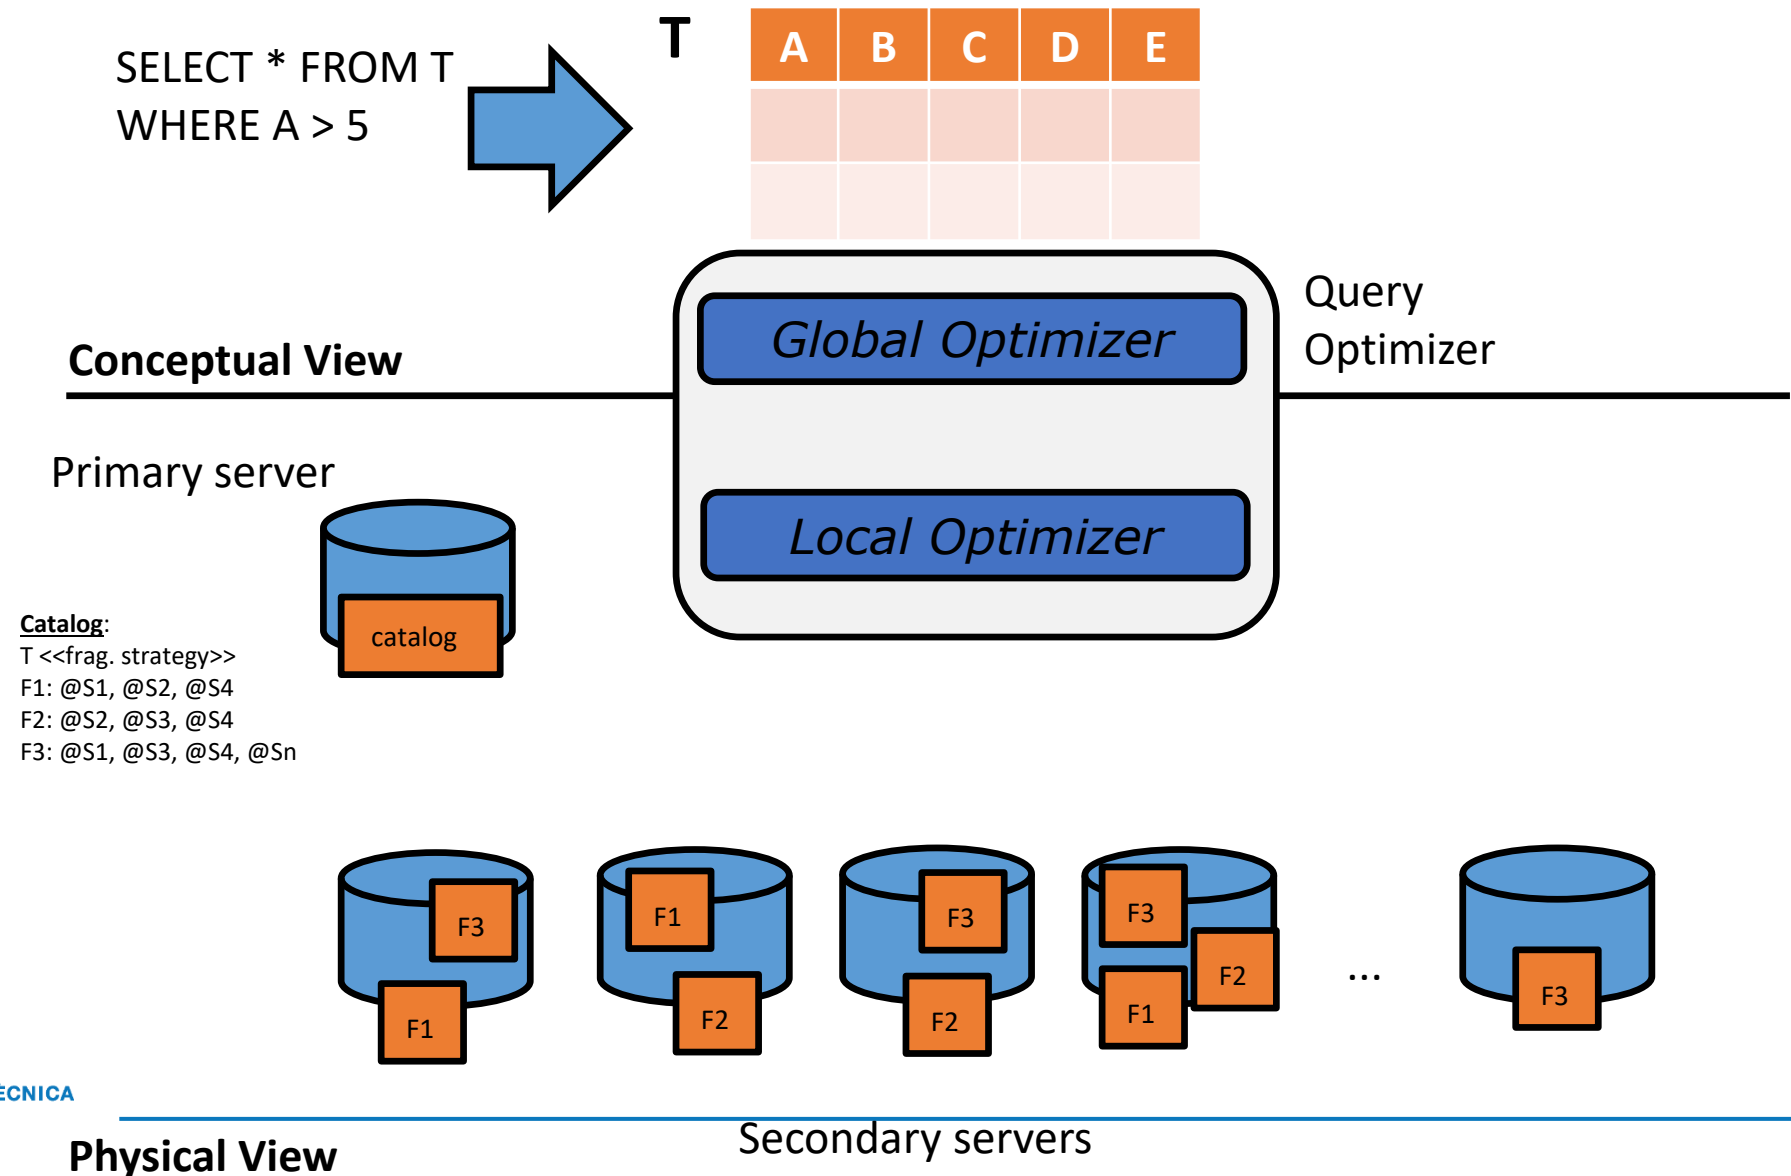 SELECT * FROM T
WHERE A > 5
T
A B C D E
Query
Optimizer
Global Optimizer
Conceptual View
Primary server
Local Optimizer
catalog
Catalog:
T <<frag. strategy>>
F1: @S1, @S2, @S4
F2: @S2, @S3, @S4
F3: @S1, @S3, @S4, @Sn
F3
F1
F1
F2
F3
F2
F3
F2
F1
...
F3
Secondary servers
Physical View